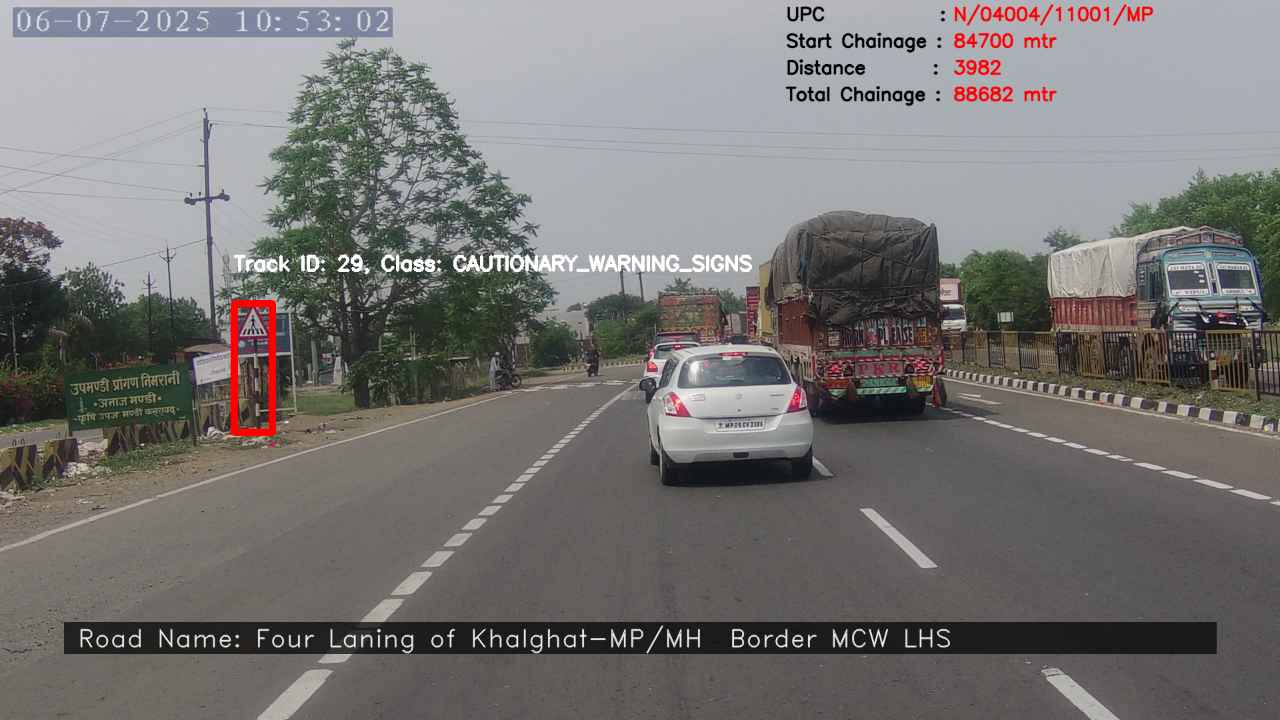 06-07-2025 10:53:02
UPC : N/04004/11001/MP
Start Chainage : 84700 mtr
Distance : 3982
Total Chainage : 88682 mtr
Track ID: 29, Class: CAUTIONARY_WARNING_SIGNS
उपमण्डी प्रांगण निमरानी
•अनाज मण्डी•
Road Name: Four Laning of Khalghat-MP/MH Border MCW LHS